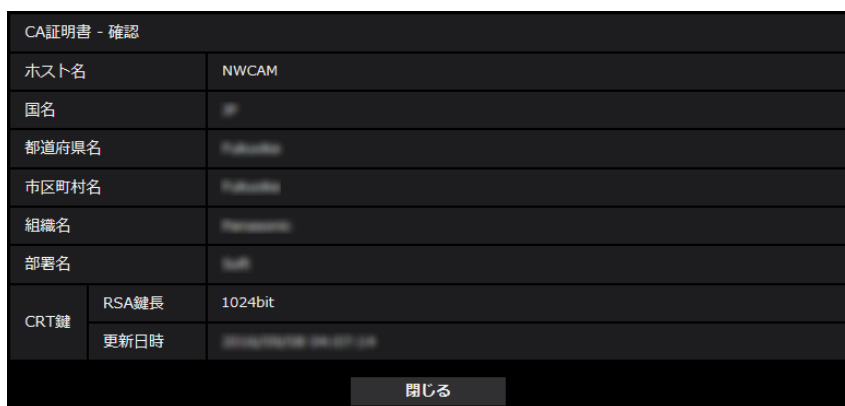 CA証明書 - 確認
ホスト名 NWCAM
国名
都道府県名
市区町村名
組織名
部署名
CRT鍵 RSA鍵長 1024bit
更新日時
閉じる